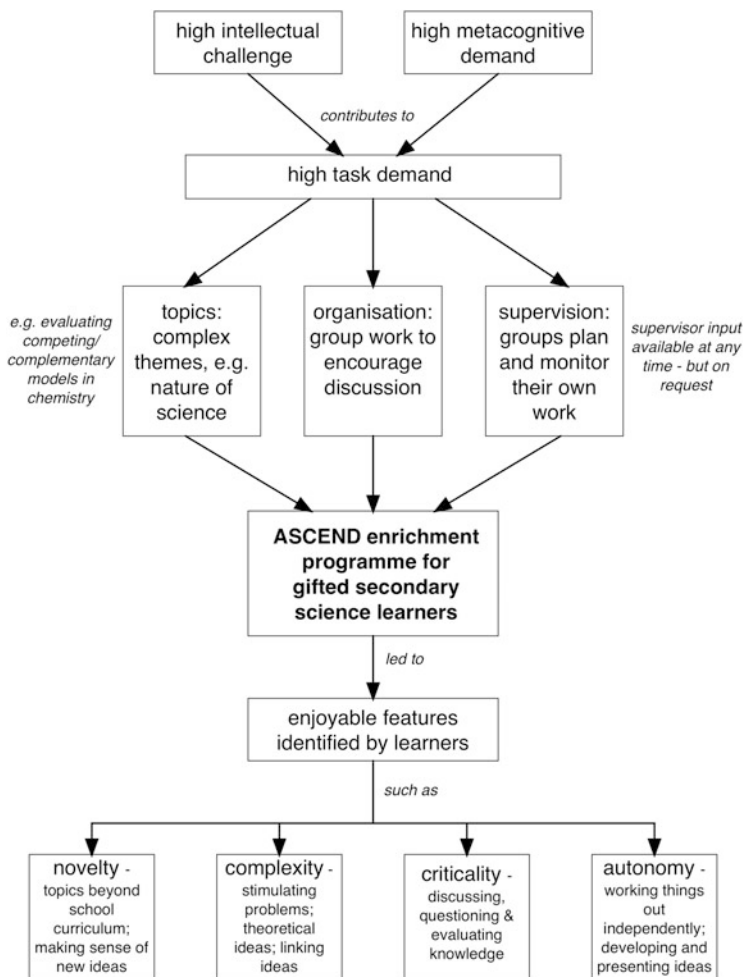 high intellectual
challenge
high metacognitive
demand
contributes to
high task demand
e.g. evaluating
competing/
complementary
models in
chemistry
topics:
complex
themes, e.g.
nature of
science
organisation:
group work to
encourage
discussion
supervision:
groups plan
and monitor
their own
work
supervisor input
available at any
time - but on
request
ASCEND enrichment
programme for
gifted secondary
science learners
led to
enjoyable features
identified by learners
such as
novelty -
topics beyond
school
curriculum;
making sense of
new ideas
complexity -
stimulating
problems;
theoretical
ideas; linking
ideas
criticality -
discussing,
questioning &
evaluating
knowledge
autonomy -
working things
out
independently;
developing and
presenting ideas